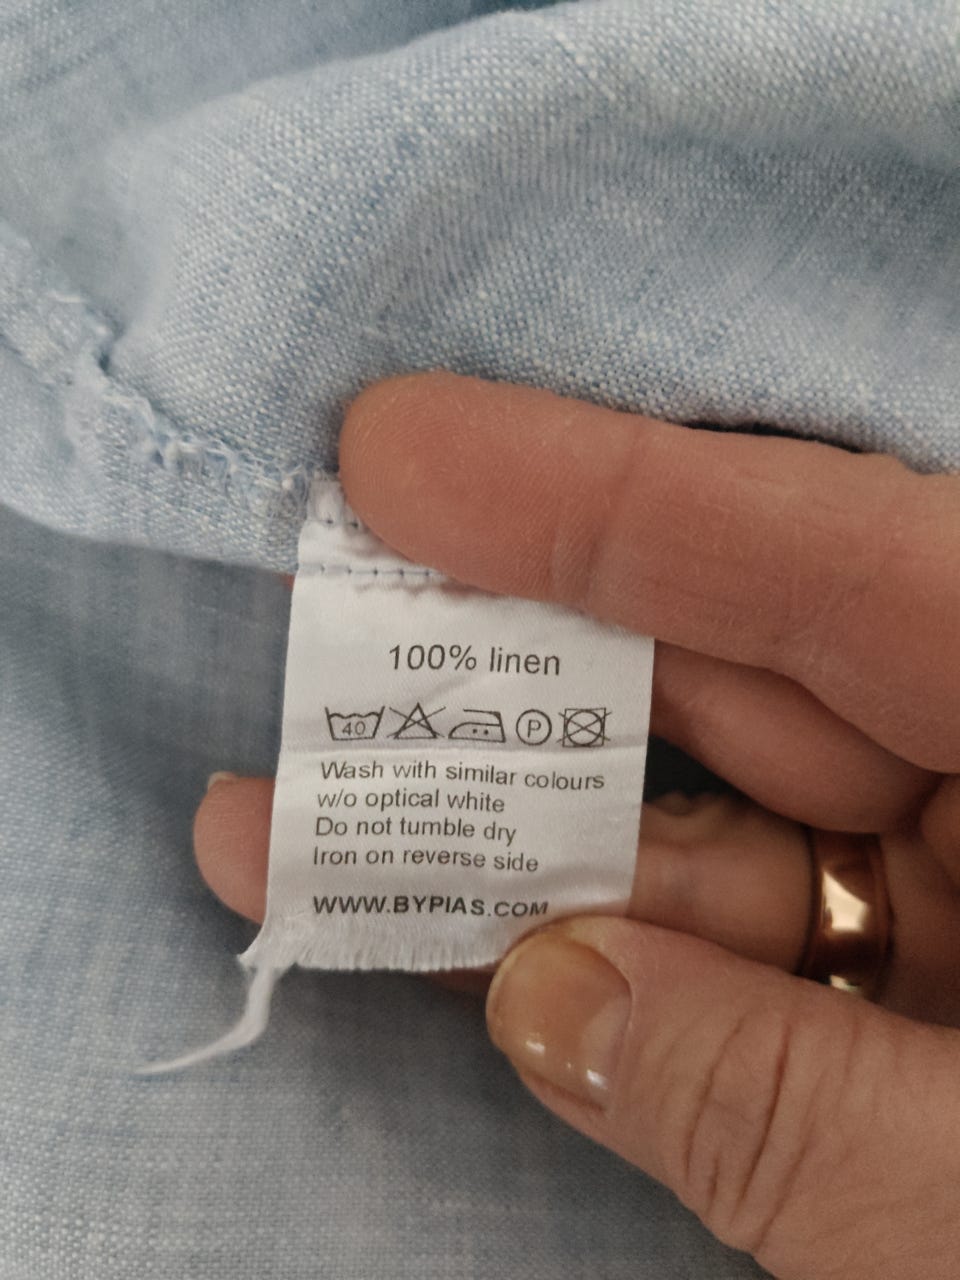 100% linen
40 P
Wash with similar colours
w/o optical white
Do not tumble dry
Iron on reverse side
WWW.BYPIAS.COM